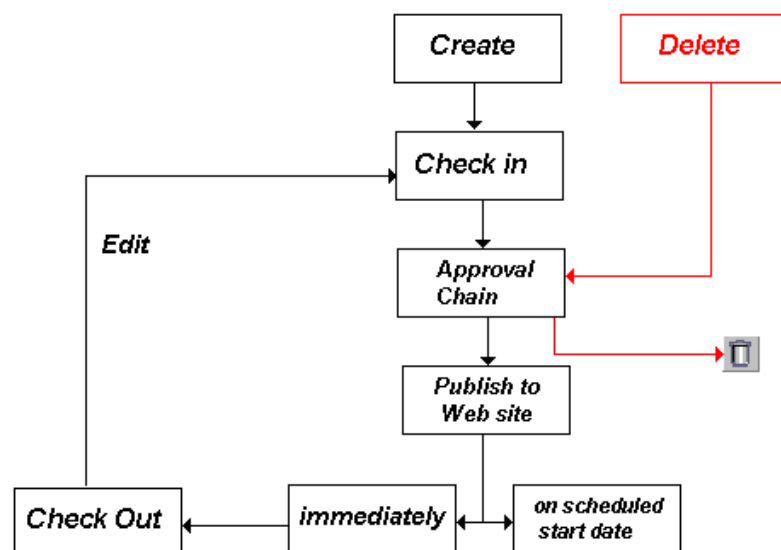 Create
Delete
Check in
Edit
Approval
Chain
Publish to
Web site
Check Out
immediately
on scheduled
start date